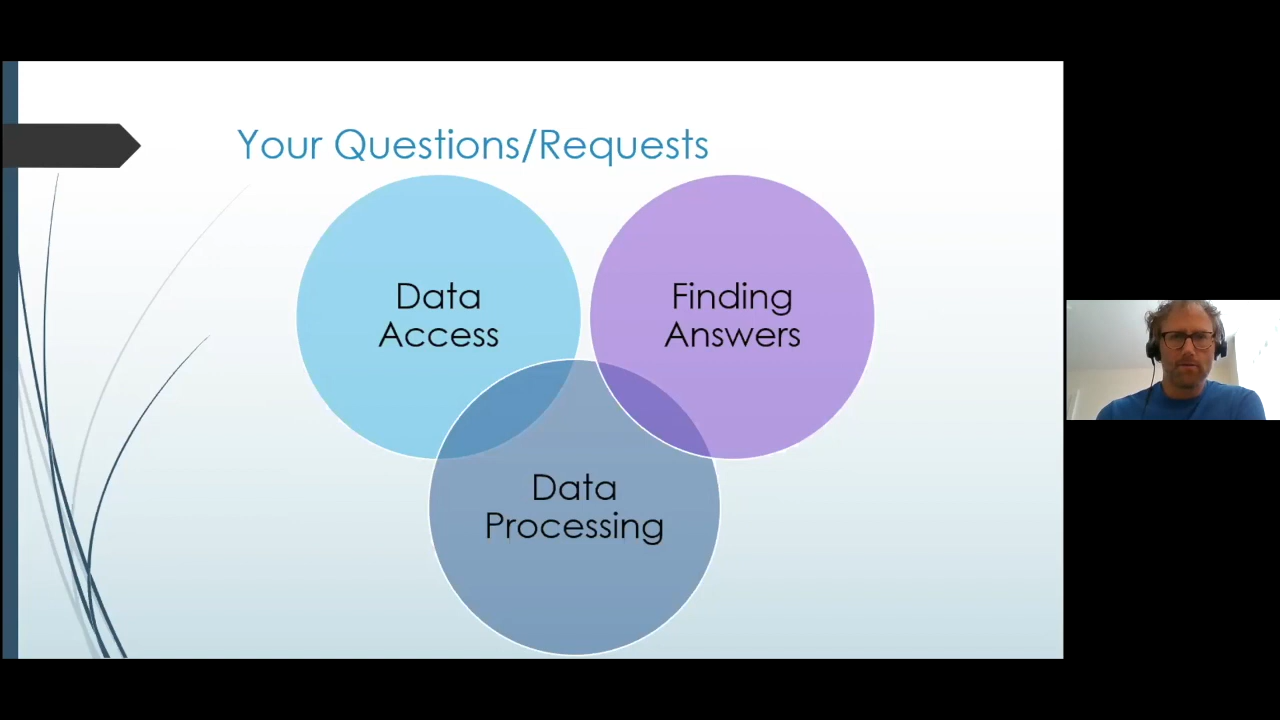 Your Questions/Requests
Data
Access
Finding
Answers
Data
Processing